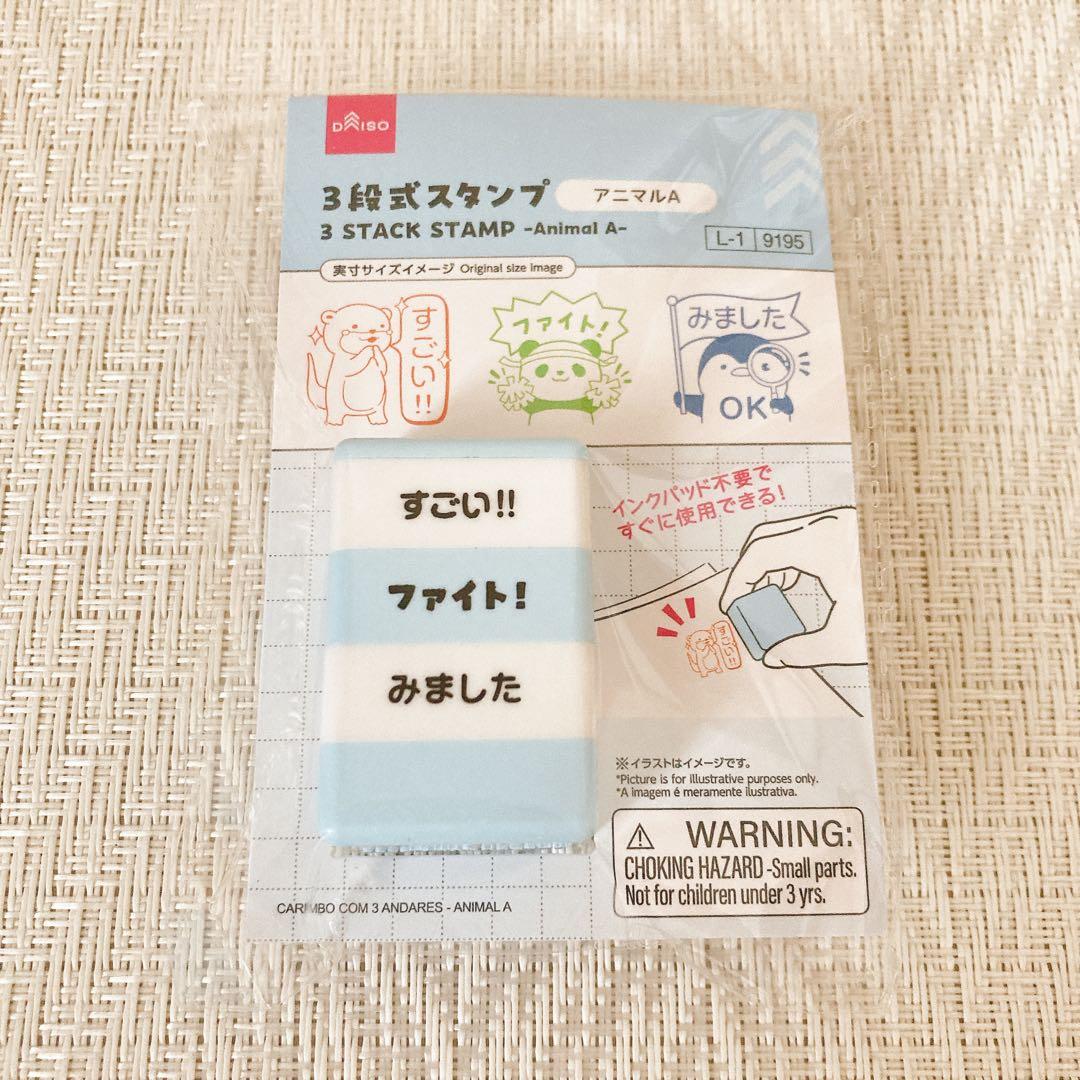 DAISO
3段式スタンプ アニマルA
3 STACK STAMP -Animal A-
L-1 9195
実寸サイズイメージ Original size image
すごい!!
ファイト!
みました
OK
すごい!!
ファイト!
みました
インクパッド不要で
すぐに使用できる!
すごい!!
※イラストはイメージです。
*Picture is for illustrative purposes only.
*A imagem é meramente ilustrativa.
⚠ WARNING:
CHOKING HAZARD -Small parts.
Not for children under 3 yrs.
CARIMBO COM 3 ANDARES - ANIMAL A